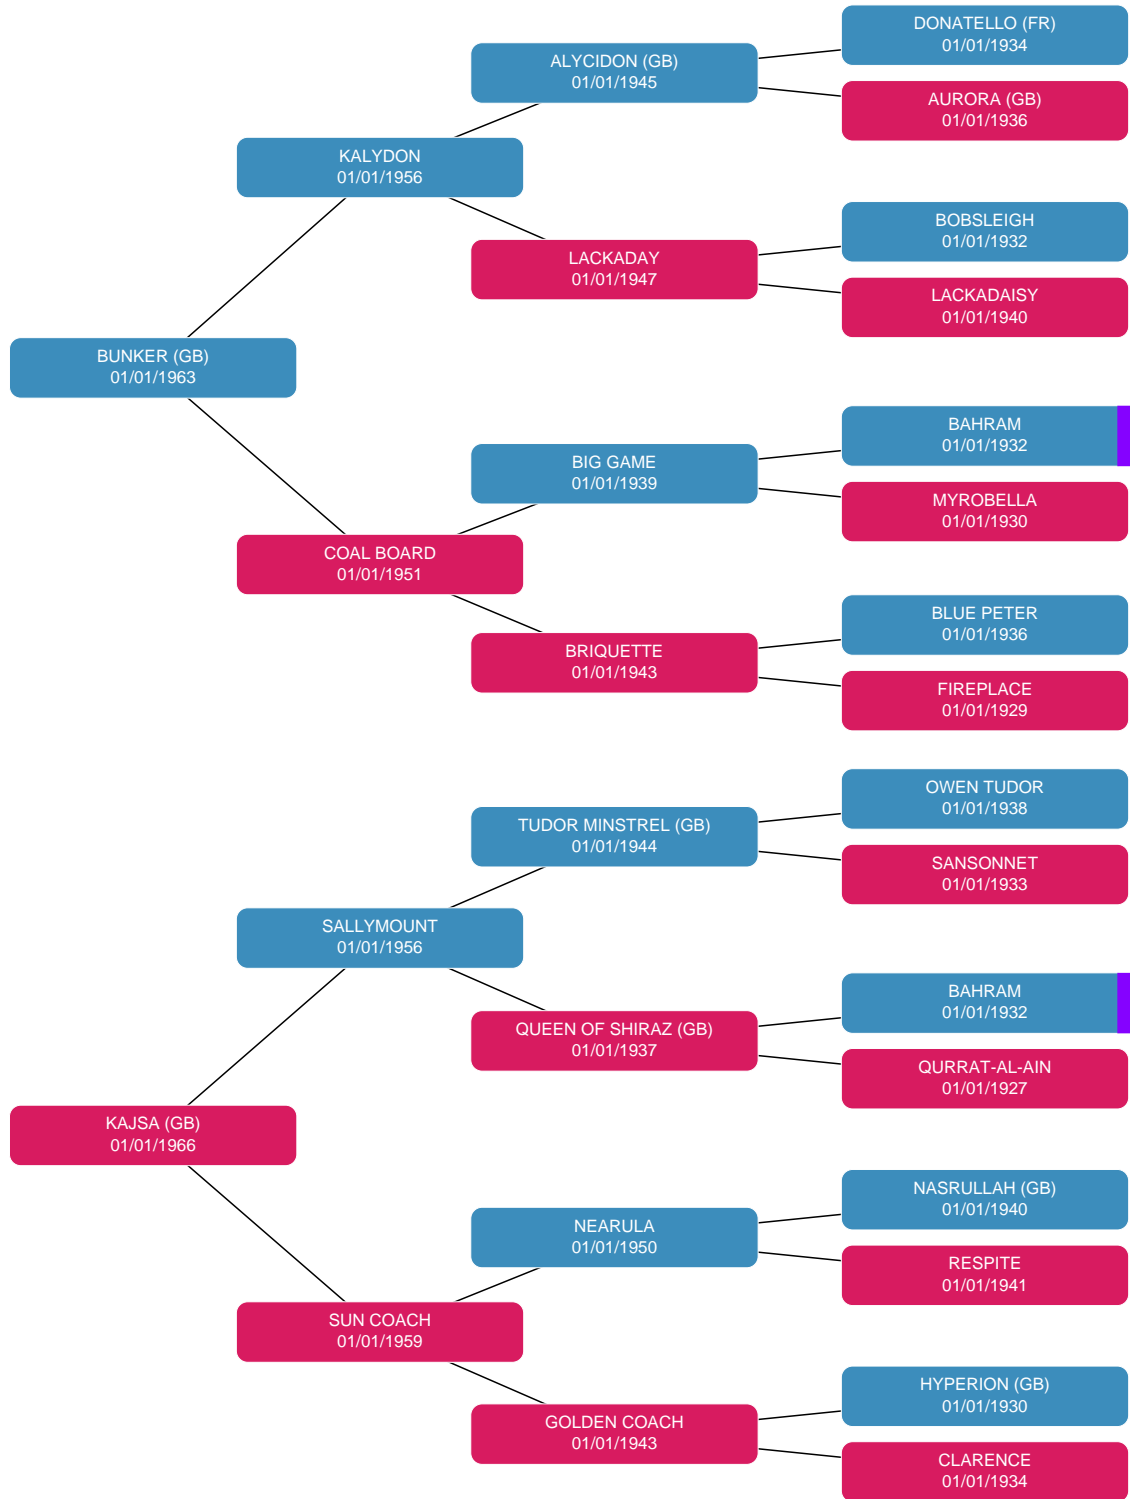 DONATELLO (FR)
01/01/1934
ALYCIDON (GB)
01/01/1945
AURORA (GB)
01/01/1936
KALYDON
01/01/1956
BOBSLEIGH
01/01/1932
LACKADAY
01/01/1947
LACKADAISY
01/01/1940
BUNKER (GB)
01/01/1963
BAHRAM
01/01/1932
BIG GAME
01/01/1939
MYROBELLA
01/01/1930
COAL BOARD
01/01/1951
BLUE PETER
01/01/1936
BRIQUETTE
01/01/1943
FIREPLACE
01/01/1929
OWEN TUDOR
01/01/1938
TUDOR MINSTREL (GB)
01/01/1944
SANSONNET
01/01/1933
SALLYMOUNT
01/01/1956
BAHRAM
01/01/1932
QUEEN OF SHIRAZ (GB)
01/01/1937
QURRAT-AL-AIN
01/01/1927
KAJSA (GB)
01/01/1966
NASRULLAH (GB)
01/01/1940
NEARULA
01/01/1950
RESPITE
01/01/1941
SUN COACH
01/01/1959
HYPERION (GB)
01/01/1930
GOLDEN COACH
01/01/1943
CLARENCE
01/01/1934